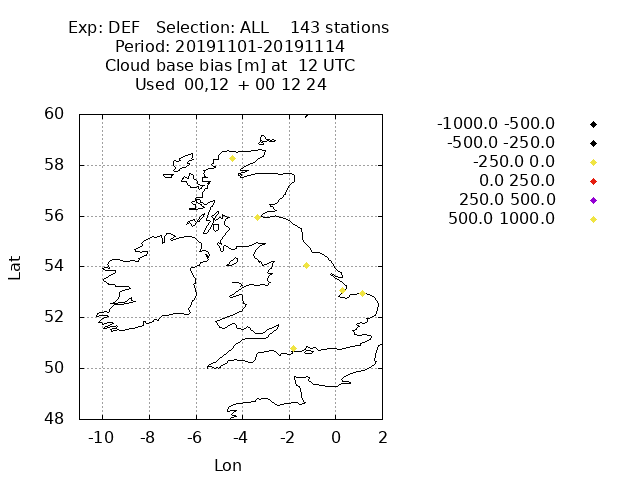 Exp: DEF   Selection: ALL    143 stations
Period: 20191101-20191114
Cloud base bias [m] at  12 UTC
Used  00,12  + 00 12 24
-1000.0 -500.0
-500.0 -250.0
-250.0 0.0
0.0 250.0
250.0 500.0
500.0 1000.0
60
58
56
54
52
50
48
Lat
-10 -8 -6 -4 -2 0 2
Lon